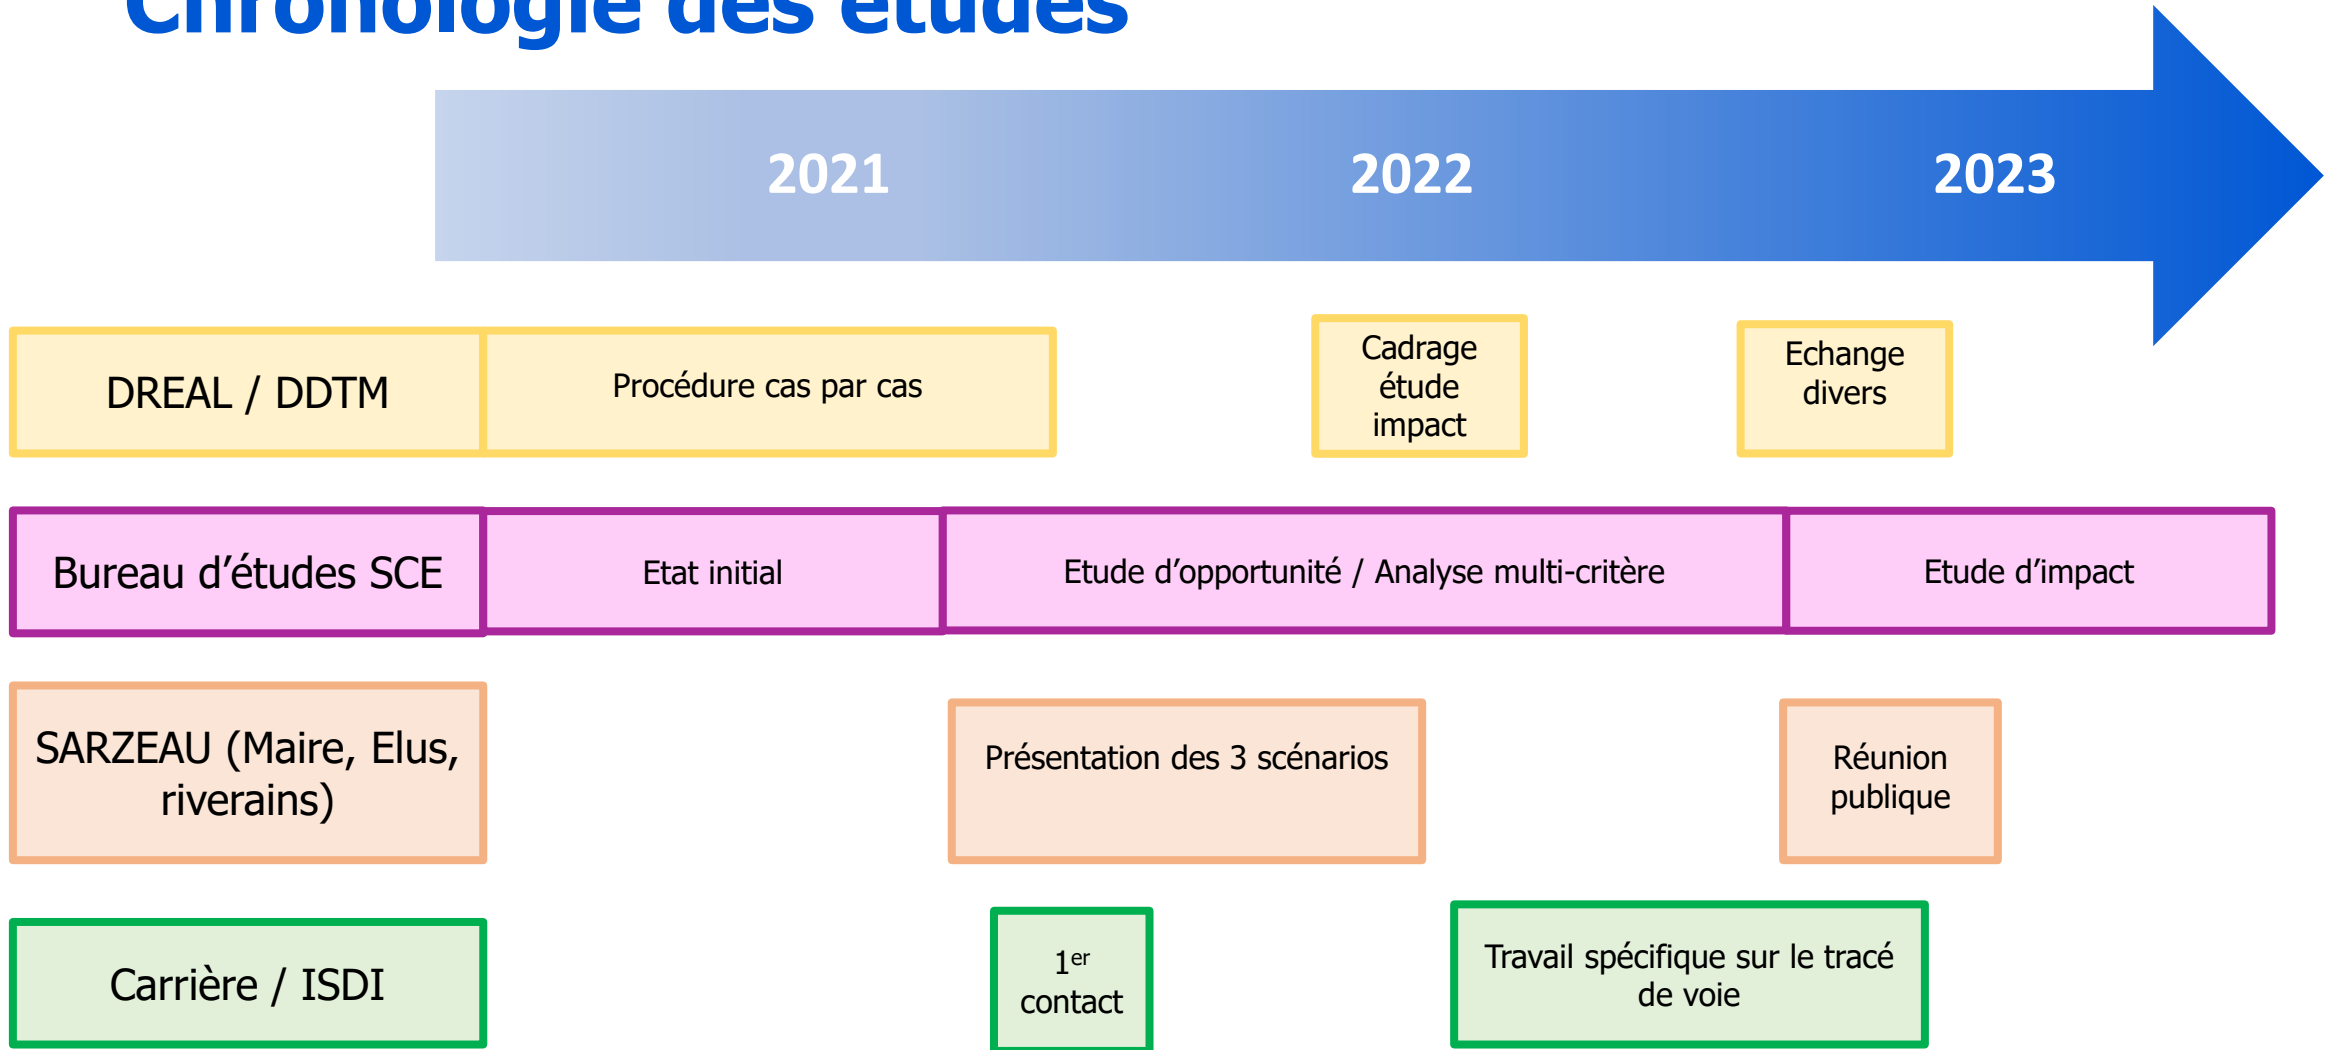 Chronologie des études
2021
2022
2023
DREAL / DDTM
Procédure cas par cas
Cadrage
étude
impact
Echange
divers
Bureau d’études SCE
Etat initial
Etude d’opportunité / Analyse multi-critère
Etude d’impact
SARZEAU (Maire, Elus,
riverains)
Présentation des 3 scénarios
Réunion
publique
Carrière / ISDI
1er
contact
Travail spécifique sur le tracé
de voie